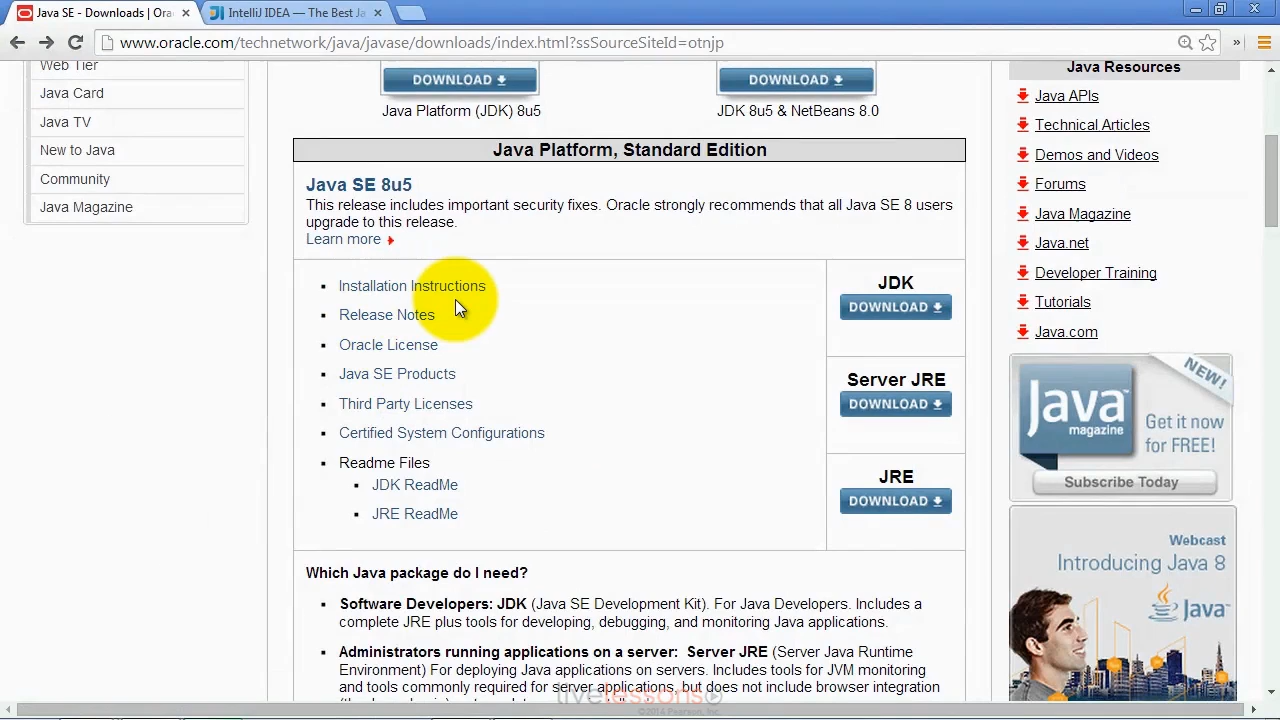 Java SE - Downloads | Ora
IntelliJ IDEA — The Best Ja
www.oracle.com/technetwork/java/javase/downloads/index.html?ssSourceSiteId=otnjp
Web Tier
Java Card
Java TV
New to Java
Community
Java Magazine
DOWNLOAD
DOWNLOAD
Java Platform (JDK) 8u5
JDK 8u5 & NetBeans 8.0
Java Platform, Standard Edition
Java SE 8u5
This release includes important security fixes. Oracle strongly recommends that all Java SE 8 users
upgrade to this release.
Learn more
Installation Instructions
Release Notes
Oracle License
Java SE Products
Third Party Licenses
Certified System Configurations
Readme Files
JDK ReadMe
JRE ReadMe
JDK
DOWNLOAD
Server JRE
DOWNLOAD
JRE
DOWNLOAD
Which Java package do I need?
Software Developers: JDK (Java SE Development Kit). For Java Developers. Includes a
complete JRE plus tools for developing, debugging, and monitoring Java applications.
Administrators running applications on a server: Server JRE (Server Java Runtime
Environment) For deploying Java applications on servers. Includes tools for JVM monitoring
and tools commonly required for server applications, but does not include browser integration
Java Resources
Java APIs
Technical Articles
Demos and Videos
Forums
Java Magazine
Java.net
Developer Training
Tutorials
Java.com
NEW!
Java
magazine
Get it now
for FREE!
Subscribe Today
Webcast
Introducing Java 8
Java
livelessons
©2014 Pearson, Inc.